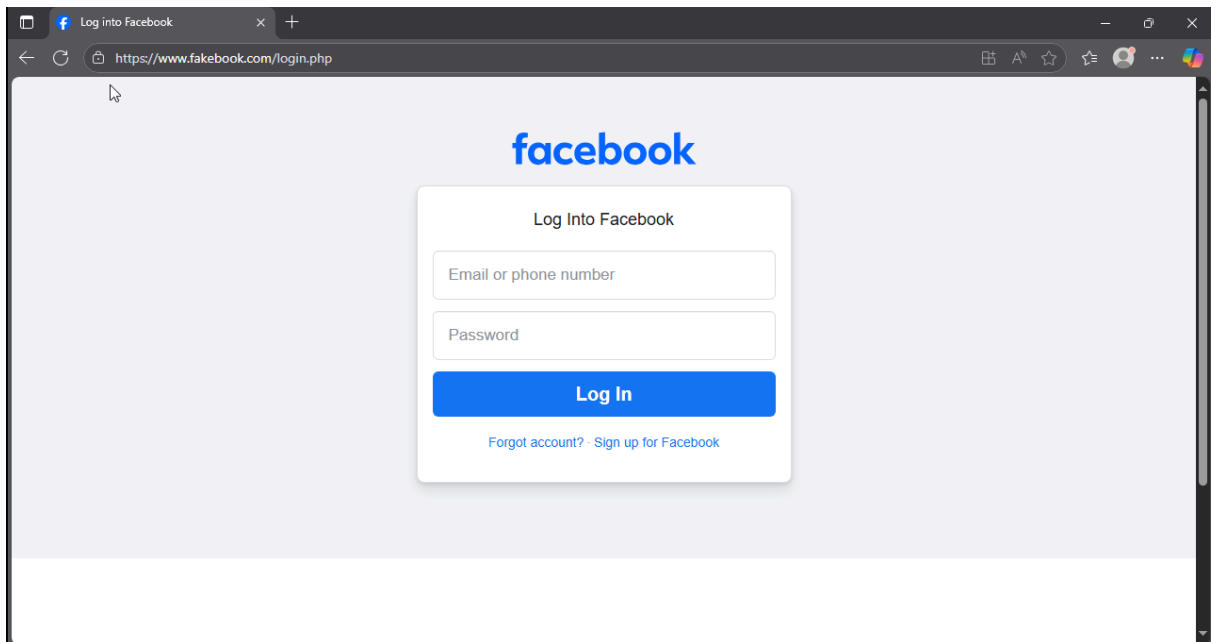 Log into Facebook
https://www.fakebook.com/login.php
facebook
Log Into Facebook
Email or phone number
Password
Log In
Forgot account? · Sign up for Facebook